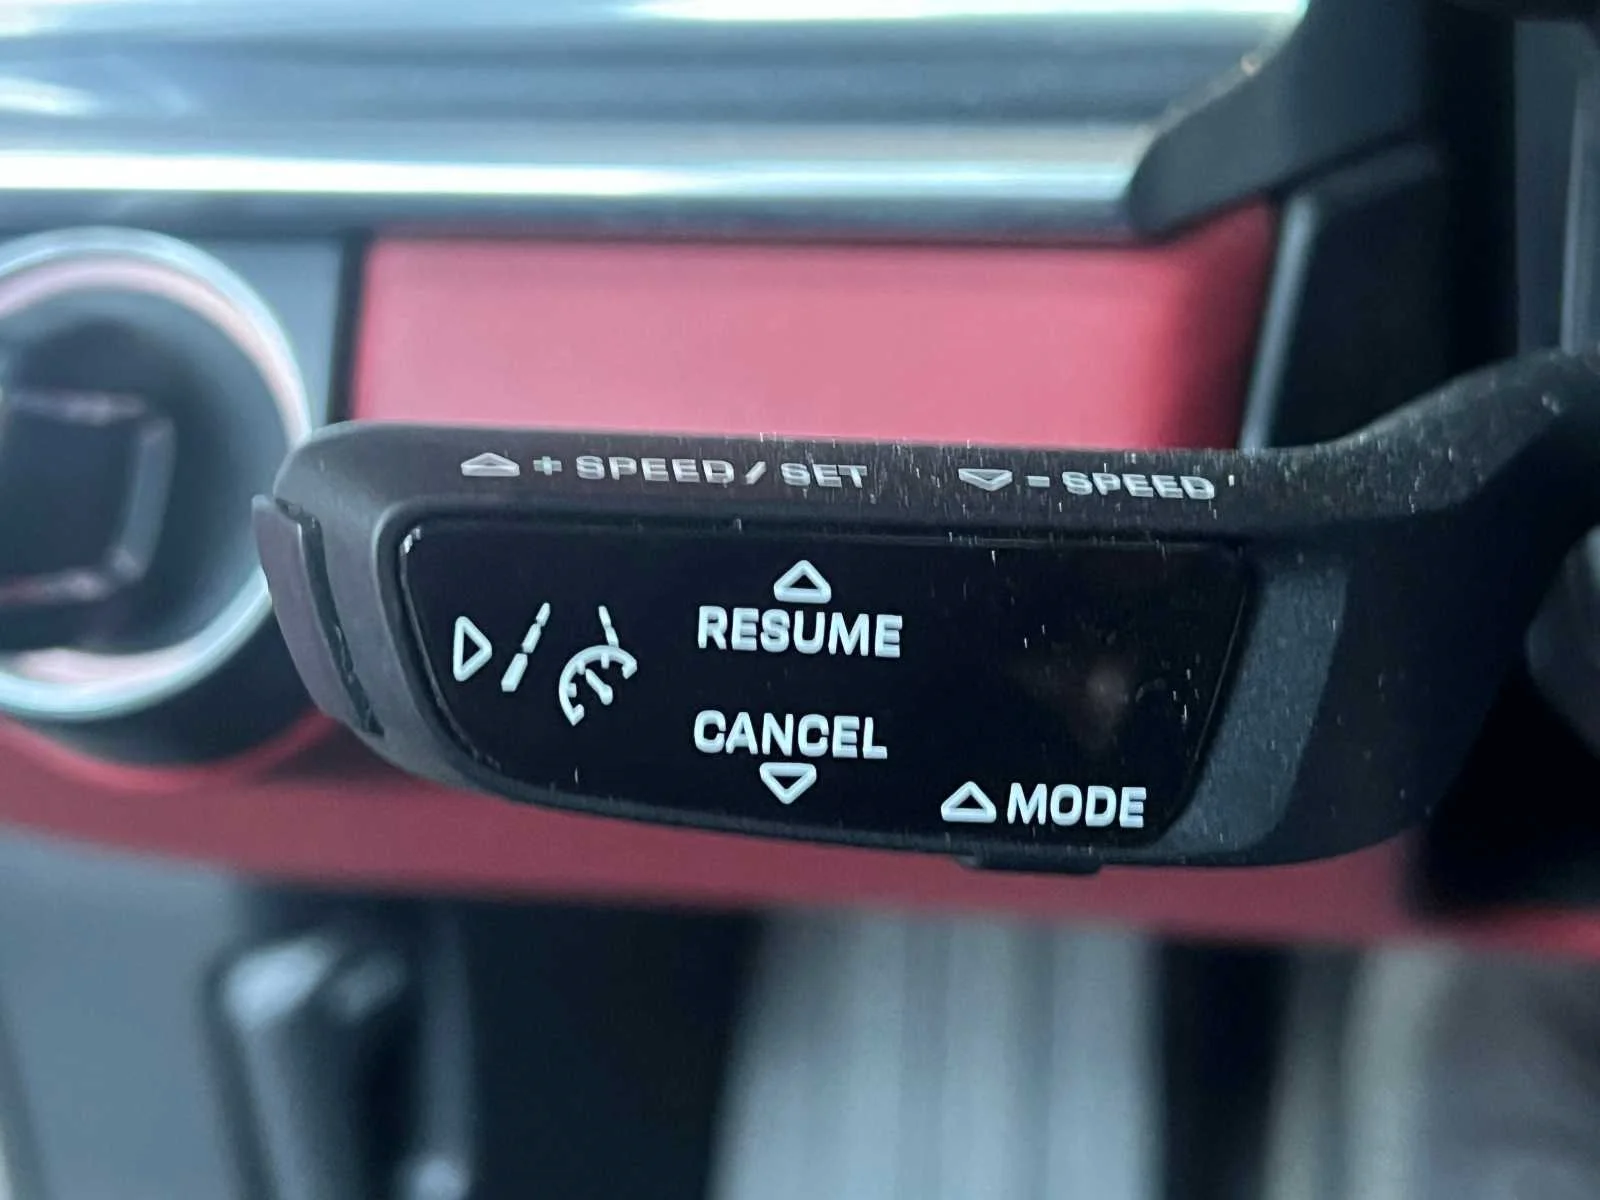 + SPEED / SET - SPEED
RESUME
CANCEL
MODE